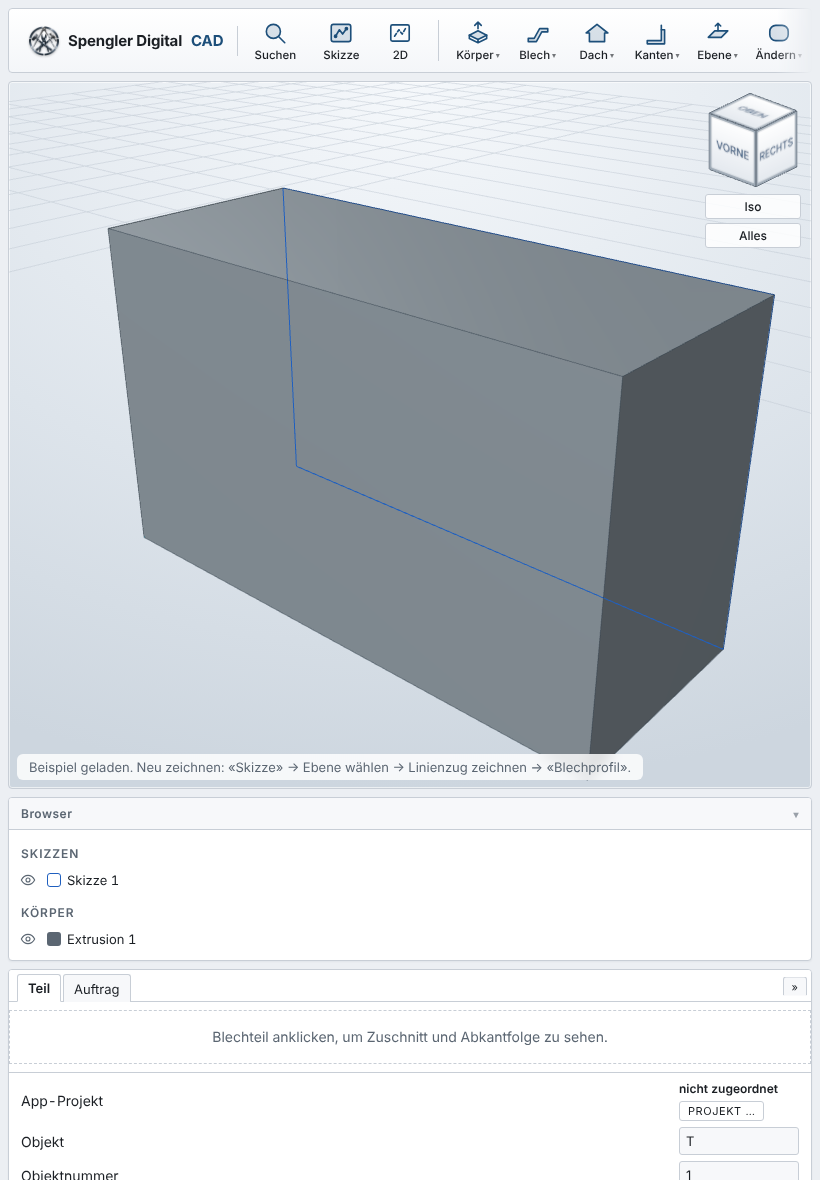 Spengler Digital CAD
Suchen
Skizze
2D
Körper
Blech
Dach
Kanten
Ebene
Ändern
OBEN
VORNE
RECHTS
Iso
Alles
Beispiel geladen. Neu zeichnen: «Skizze» → Ebene wählen → Linienzug zeichnen → «Blechprofil».
Browser
SKIZZEN
Skizze 1
KÖRPER
Extrusion 1
Teil
Auftrag
»
Blechteil anklicken, um Zuschnitt und Abkantfolge zu sehen.
App-Projekt
nicht zugeordnet
PROJEKT ...
Objekt
T
Objektnummer
1